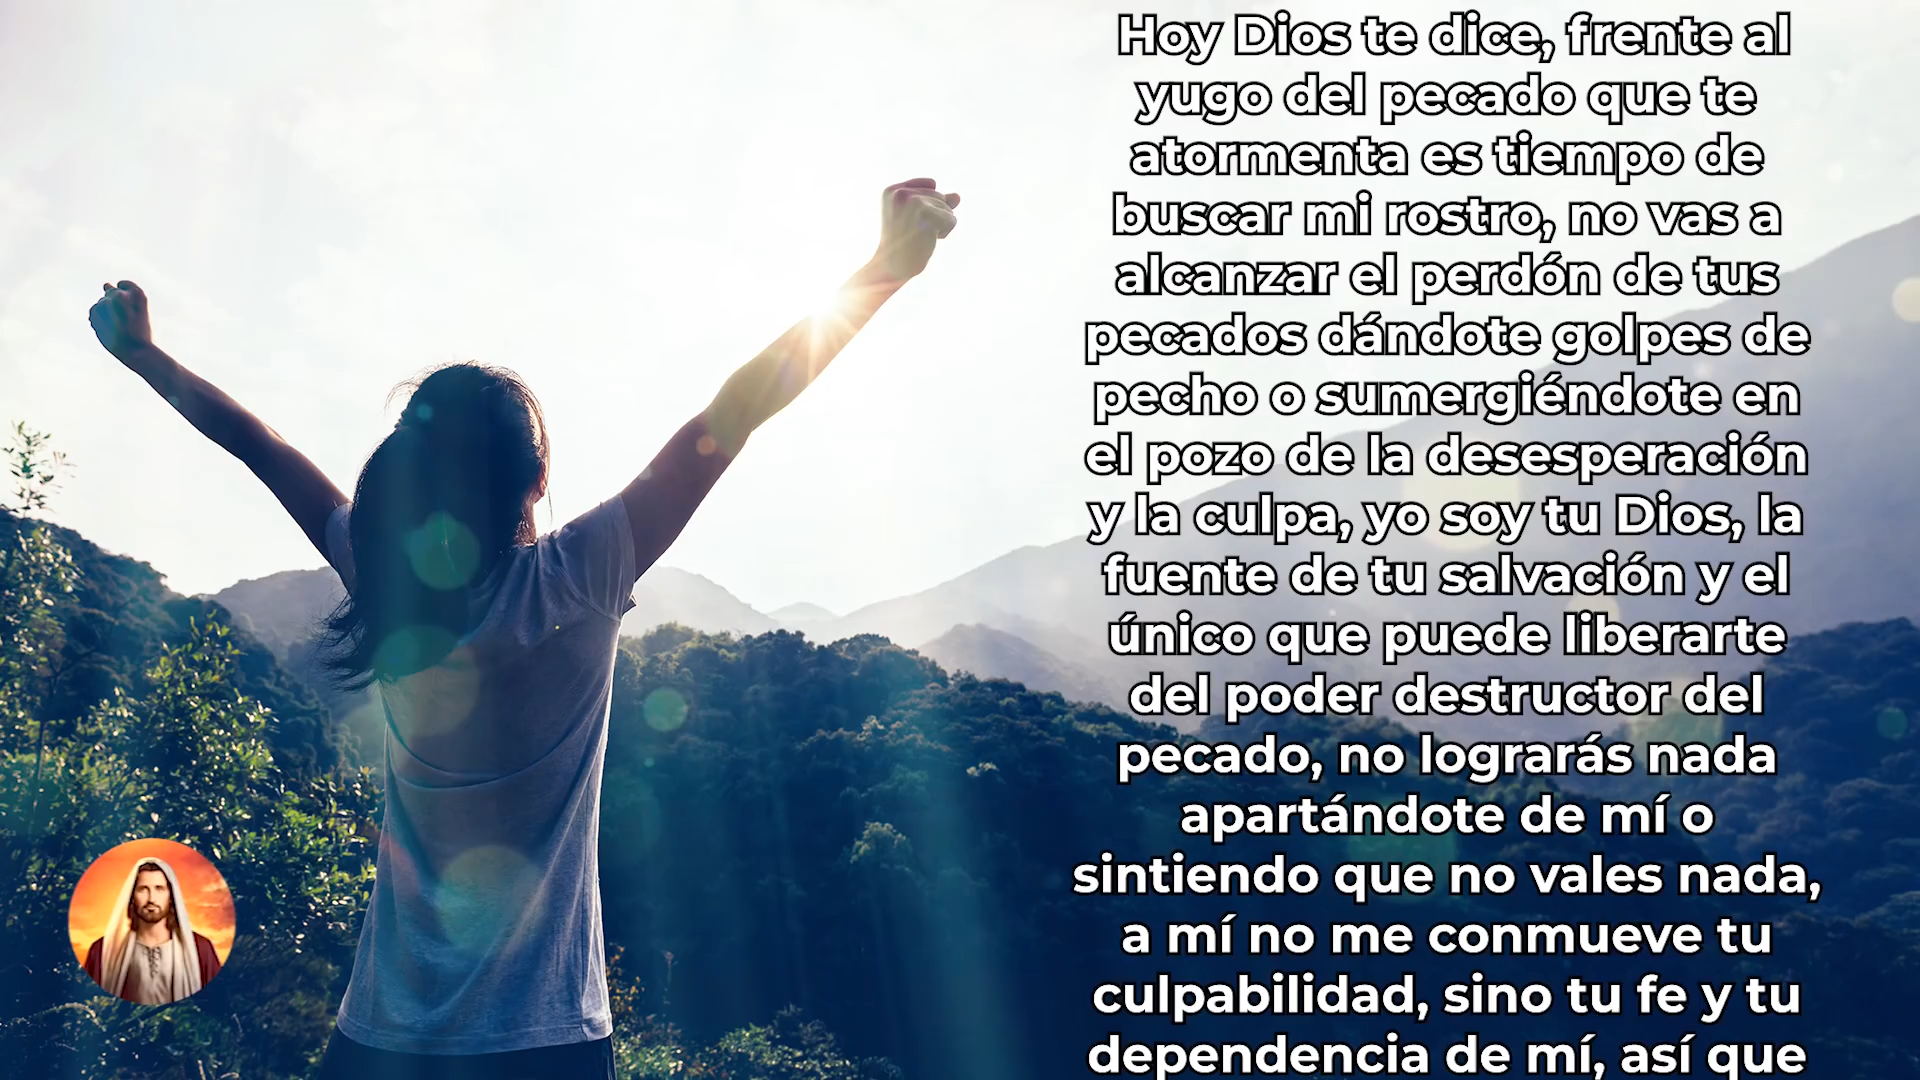 Hoy Dios te dice, frente al
yugo del pecado que te
atormenta es tiempo de
buscar mi rostro, no vas a
alcanzar el perdón de tus
pecados dándote golpes de
pecho o sumergiéndote en
el pozo de la desesperación
y la culpa, yo soy tu Dios, la
fuente de tu salvación y el
único que puede liberarte
del poder destructor del
pecado, no lograrás nada
apartándote de mí o
sintiendo que no vales nada,
a mí no me conmueve tu
culpabilidad, sino tu fe y tu
dependencia de mí, así que